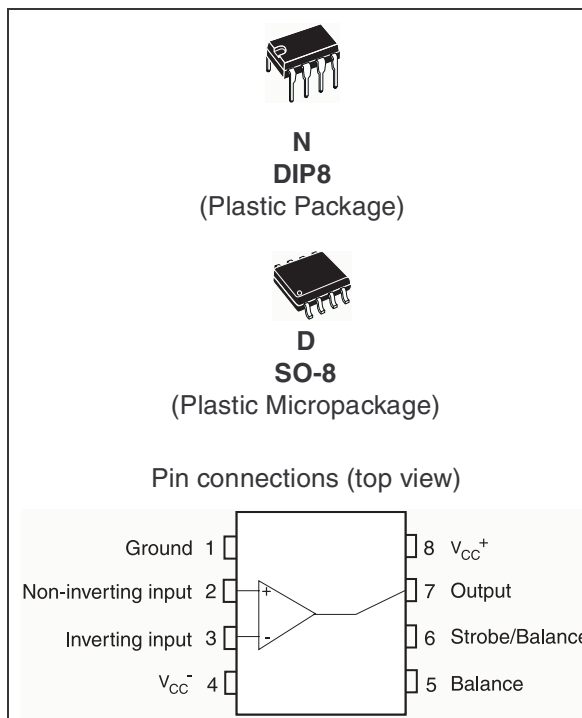 N
DIP8
(Plastic Package)
D
SO-8
(Plastic Micropackage)
Pin connections (top view)
Ground 1
8 VCC+
Non-inverting input 2
+
7 Output
Inverting input 3
-
6 Strobe/Balance
VCC- 4
5 Balance